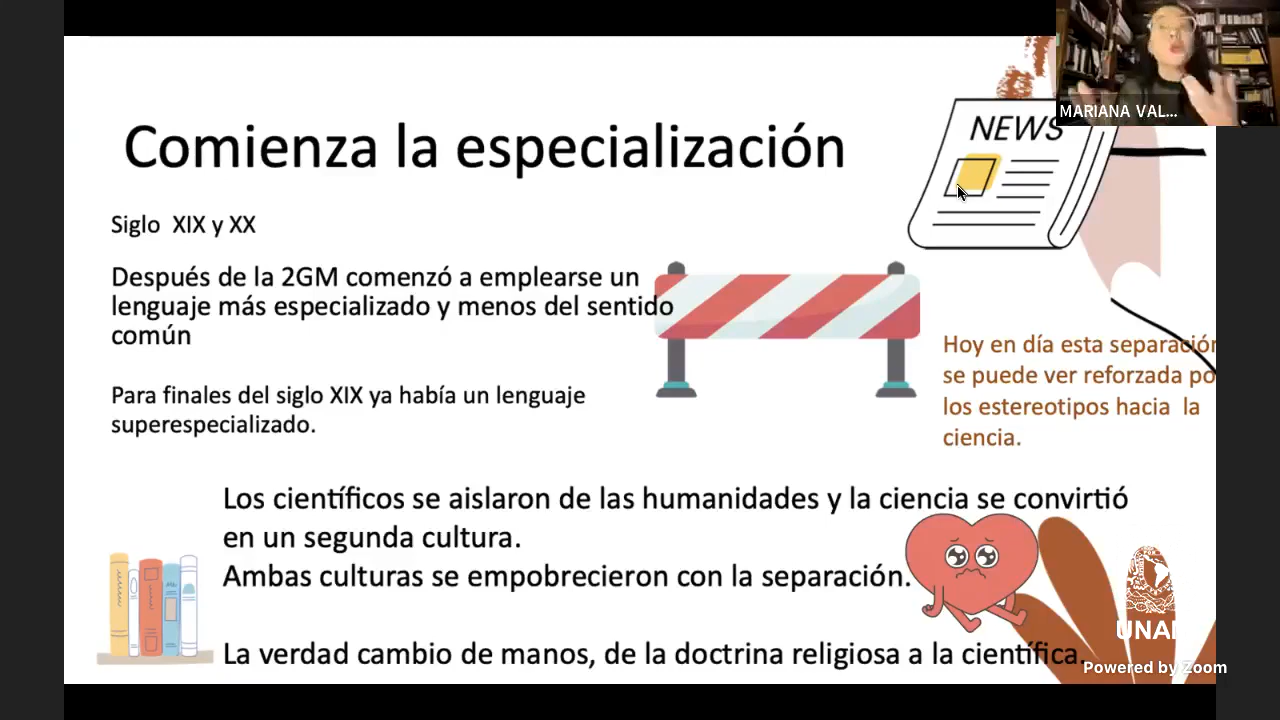 MARIANA VAL...
NEWS
Comienza la especialización
Siglo XIX y XX
Después de la 2GM comenzó a emplearse un
lenguaje más especializado y menos del sentido
común
Para finales del siglo XIX ya había un lenguaje
superespecializado.
Hoy en día esta separación
se puede ver reforzada po
los estereotipos hacia la
ciencia.
Los científicos se aislaron de las humanidades y la ciencia se convirtió
en un segunda cultura.
Ambas culturas se empobrecieron con la separación.
La verdad cambio de manos, de la doctrina religiosa a la científica.
UNAM
Powered by Zoom